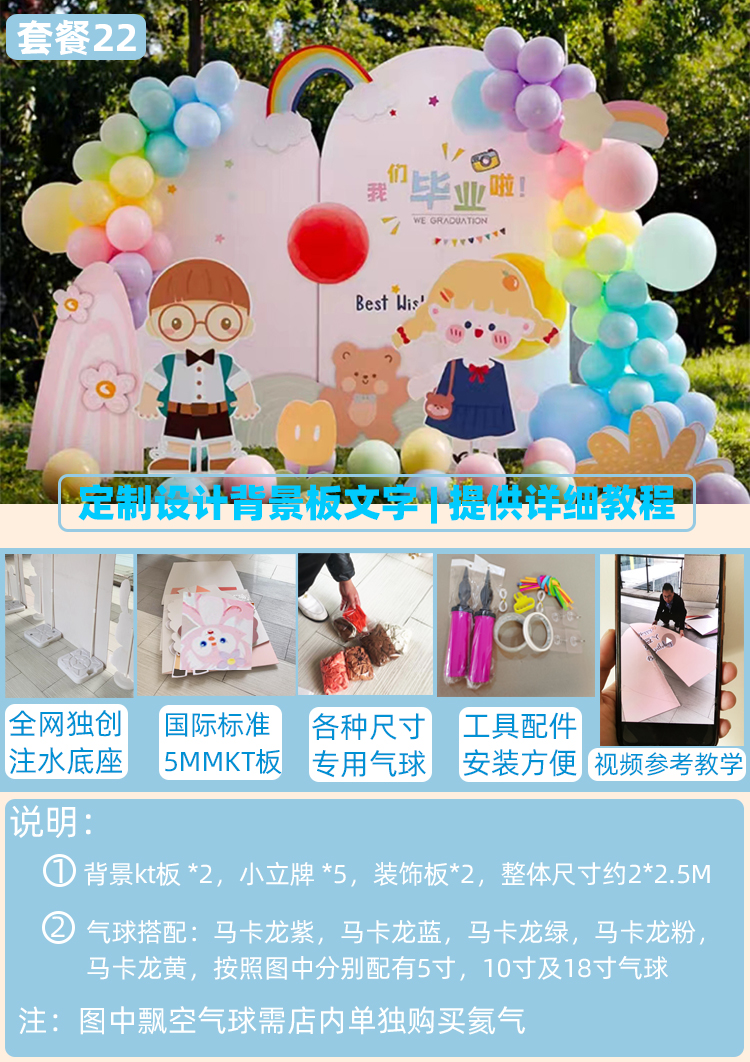 套餐22
我们毕业啦!
WE GRADUATION
Best Wis
定制设计背景板文字 | 提供详细教程
全网独创
注水底座
国际标准
5MMKT板
各种尺寸
专用气球
工具配件
安装方便
视频参考教学
说明：
① 背景kt板 *2，小立牌 *5，装饰板*2，整体尺寸约2*2.5M
② 气球搭配：马卡龙紫，马卡龙蓝，马卡龙绿，马卡龙粉，
马卡龙黄，按照图中分别配有5寸，10寸及18寸气球
注：图中飘空气球需店内单独购买氦气